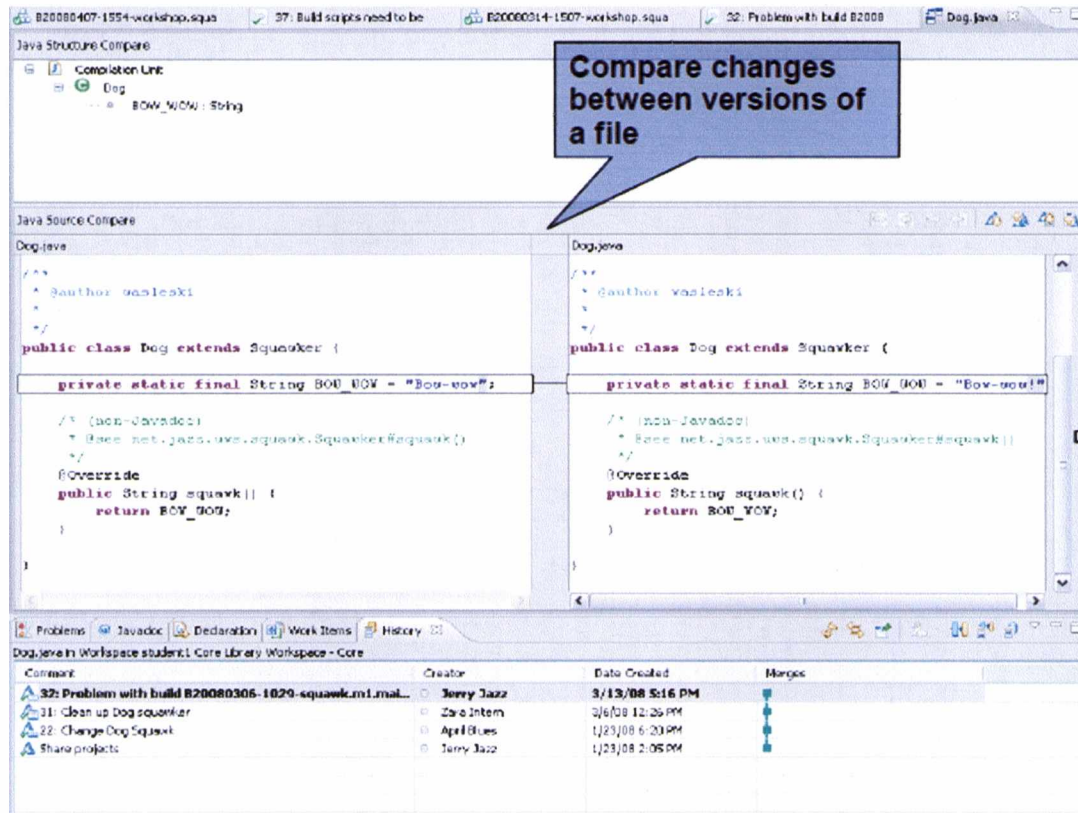 B20080407-1554-workshop.squa
37: Build scripts need to be
B20080314-1507-workshop.squa
32: Problem with build B2008
Dog.java
Java Structure Compare
Compilation Unit
Dog
BOW_WOW : String
Compare changes
between versions of
a file
Java Source Compare
Dog.java
/**
* @author wasleski
*
*/
public class Dog extends Squawker {
private static final String BOW_WOW = "Bow-wow";
/* (non-Javadoc)
* @see net.jazz.uws.squawk.Squawker#squawk()
*/
@Override
public String squawk() {
return BOW_WOW;
}
}
Dog.java
/**
* @author wasleski
*
*/
public class Dog extends Squawker {
private static final String BOW_WOW = "Bow-wow!"
/* (non-Javadoc)
* @see net.jazz.uws.squawk.Squawker#squawk()
*/
@Override
public String squawk() {
return BOW_WOW;
}
}
Problems Javadoc Declaration Work Items History
Dog.java in Workspace student1 Core Library Workspace - Core
Comment Creator Date Created Merges
32: Problem with build B20080306-1029-squawk.m1.mai... Jerry Jazz 3/13/08 5:16 PM
31: Clean up Dog squawker Zara Intern 3/6/08 12:26 PM
22: Change Dog Squawk April Blues 1/23/08 6:20 PM
Share projects Jerry Jazz 1/23/08 2:05 PM